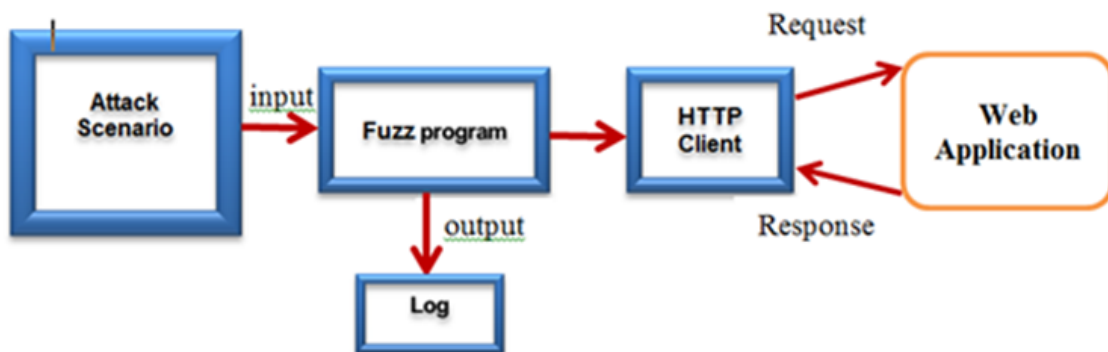 Attack
Scenario
input
Fuzz program
output
Log
HTTP
Client
Request
Response
Web
Application